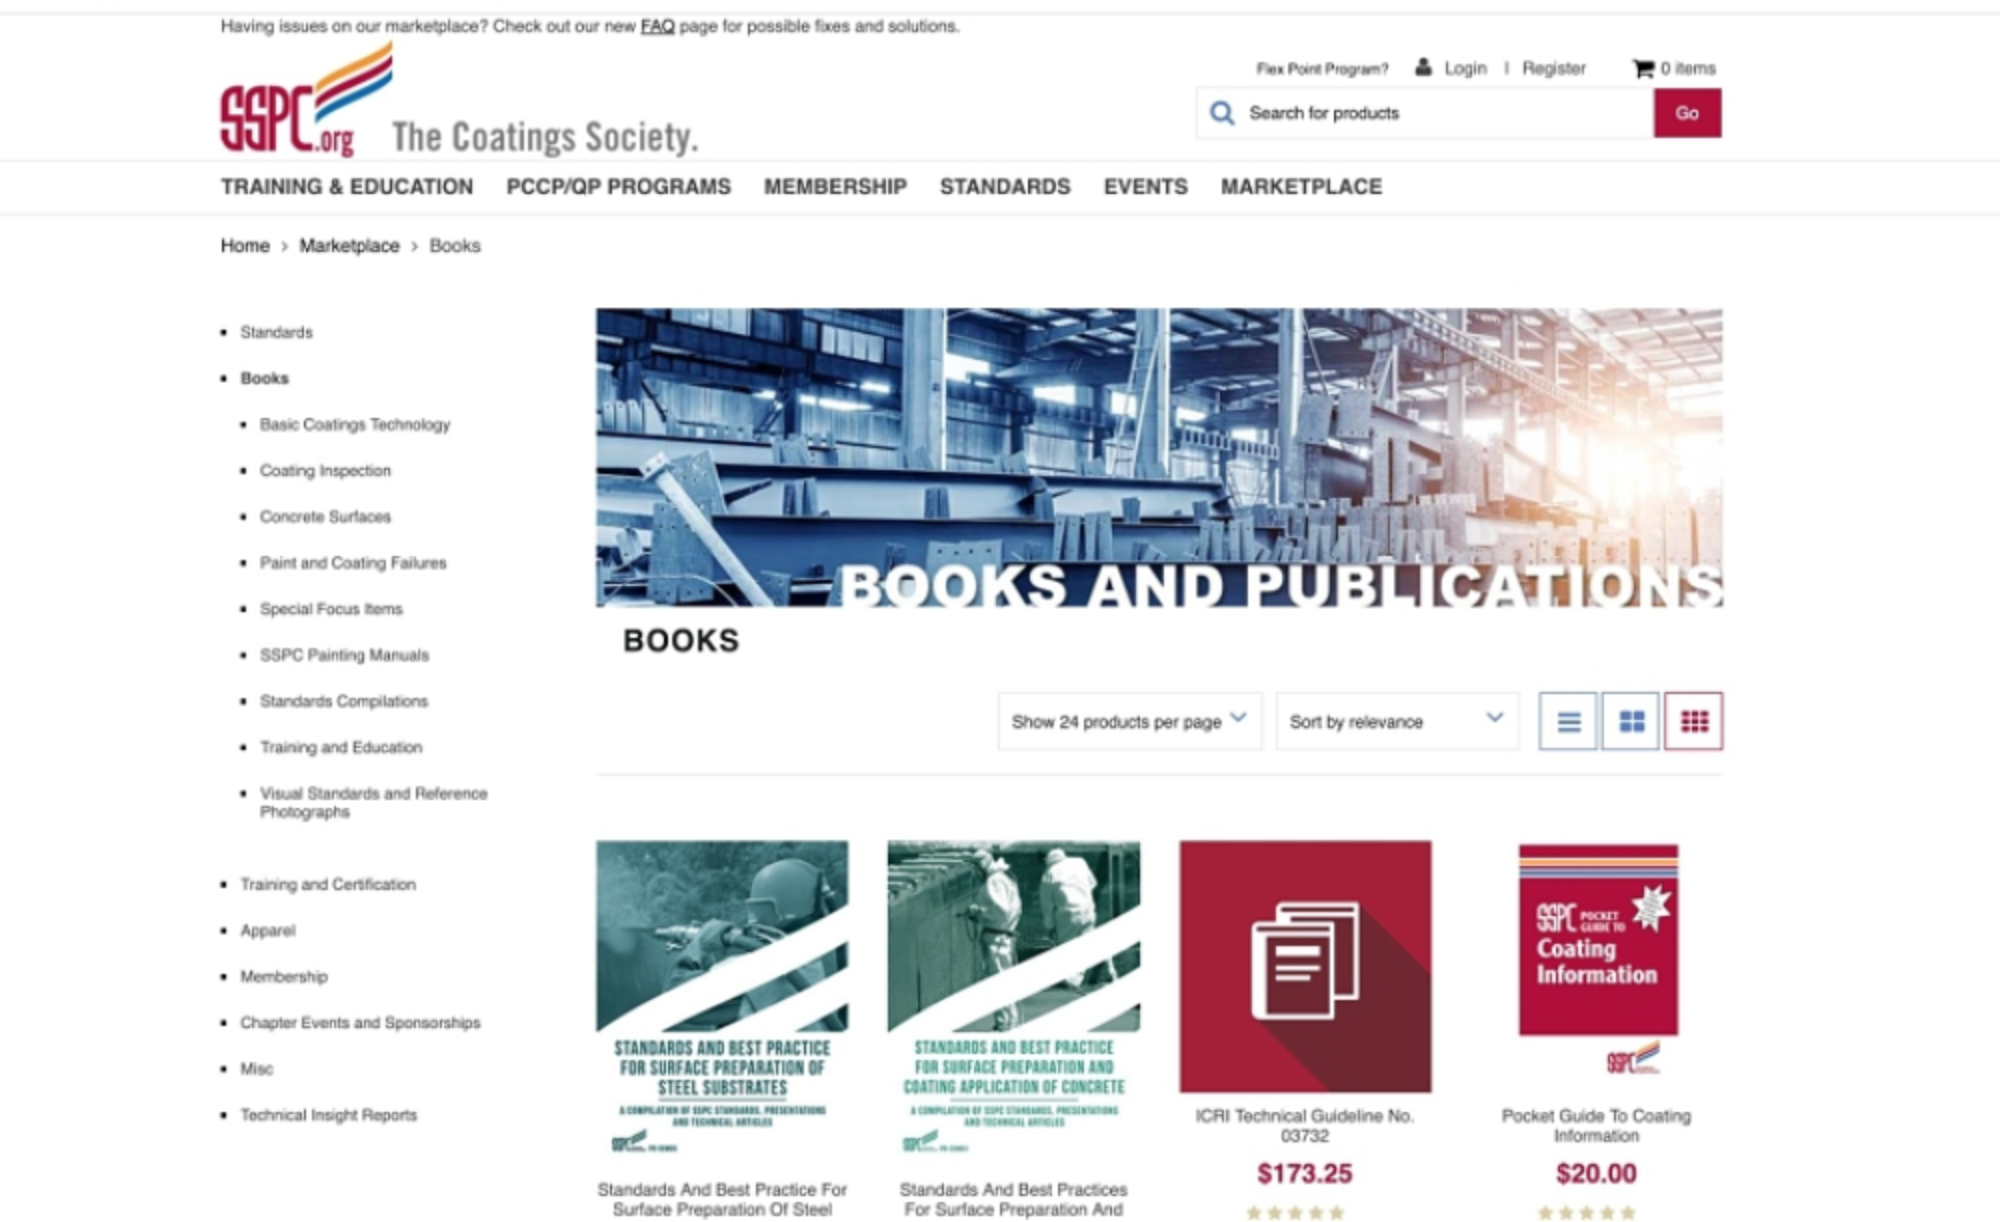 Having issues on our marketplace? Check out our new FAQ page for possible fixes and solutions.
SSPC.org The Coatings Society.
Flex Point Program? Login | Register 0 items
Search for products Go
TRAINING & EDUCATION PCCP/QP PROGRAMS MEMBERSHIP STANDARDS EVENTS MARKETPLACE
Home > Marketplace > Books
Standards
Books
Basic Coatings Technology
Coating Inspection
Concrete Surfaces
Paint and Coating Failures
Special Focus Items
SSPC Painting Manuals
Standards Compilations
Training and Education
Visual Standards and Reference
Photographs
Training and Certification
Apparel
Membership
Chapter Events and Sponsorships
Misc
Technical Insight Reports
BOOKS AND PUBLICATIONS
BOOKS
Show 24 products per page Sort by relevance
STANDARDS AND BEST PRACTICE
FOR SURFACE PREPARATION OF
STEEL SUBSTRATES
A COMPILATION OF SSPC STANDARDS, PRESENTATIONS
AND TECHNICAL ARTICLES
SSPC
Standards And Best Practice For
Surface Preparation Of Steel
STANDARDS AND BEST PRACTICE
FOR SURFACE PREPARATION AND
COATING APPLICATION OF CONCRETE
A COMPILATION OF SSPC STANDARDS, PRESENTATIONS
AND TECHNICAL ARTICLES
SSPC
Standards And Best Practices
For Surface Preparation And
ICRI Technical Guideline No.
03732
$173.25
SSPC POCKET
GUIDE TO
Coating
Information
SSPC
Pocket Guide To Coating
Information
$20.00